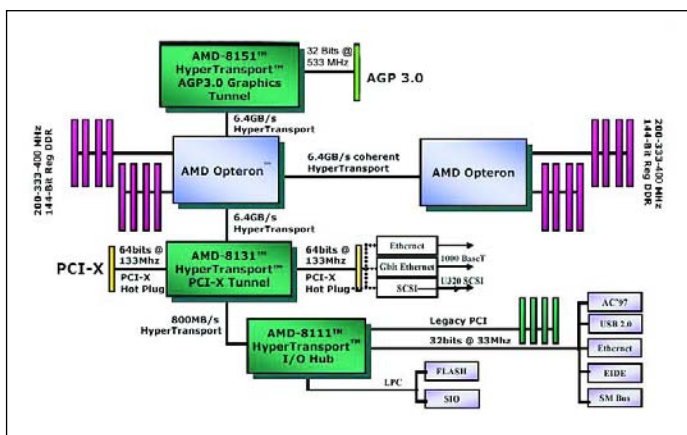 AMD-8151™
HyperTransport™
AGP3.0 Graphics
Tunnel
32 Bits @
533 MHz
AGP 3.0
6.4GB/s
HyperTransport
200-333-400 MHz
144-Bit Reg DDR
AMD Opteron™
6.4GB/s coherent
HyperTransport
AMD Opteron
200-333-400 MHz
144-Bit Reg DDR
6.4GB/s
HyperTransport
PCI-X
64bits @
133Mhz
PCI-X
Hot Plug
AMD-8131™
HyperTransport™
PCI-X Tunnel
64bits @
133Mhz
PCI-X
Hot Plug
Ethernet
1000 BaseT
Gbit Ethernet
U320 SCSI
SCSI
800MB/s
HyperTransport
AMD-8111™
HyperTransport™
I/O Hub
Legacy PCI
32bits @ 33Mhz
AC'97
USB 2.0
Ethernet
EIDE
SM Bus
LPC
FLASH
SIO